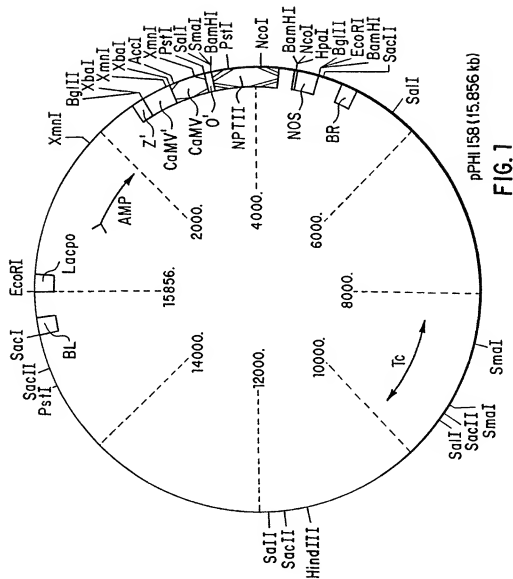 EcoRI
Lacpo
AMP
XmnI
BglII
XbaI
XmnI
XbaI
AccI
XmnI
PstI
SalI
SmaI
BamHI
PstI
NcoI
BamHI
NcoI
HpaI
BglII
EcoRI
BamHI
SacII
SalI
Z'
CaMV'
CaMV'
O'
NPTII
NOS
BR
15856.
2000.
4000.
6000.
8000.
10000.
12000.
14000.
SmaI
SmaI
SacII
SalI
Tc
HindIII
SacII
SalI
PstI
SacII
SacI
BL
pPHI 158 (15.856 kb)
FIG. 1